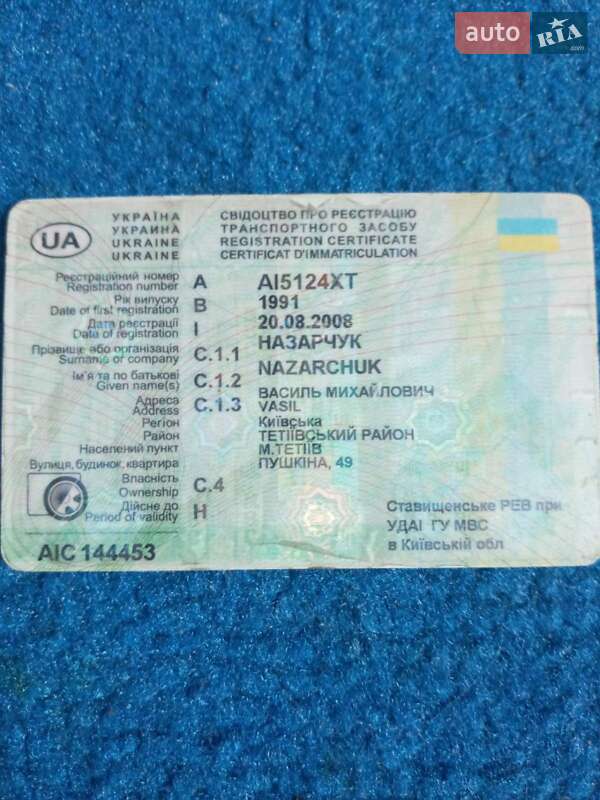 auto RIA .com
УКРАЇНА
УКРАИНА
UKRAINE
UKRAINE
СВІДОЦТВО ПРО РЕЄСТРАЦІЮ
ТРАНСПОРТНОГО ЗАСОБУ
REGISTRATION CERTIFICATE
CERTIFICAT D'IMMATRICULATION
UA
Реєстраційний номер
Registration number A AI5124XT
Рік випуску
Date of first registration B 1991
Дата реєстрації
Date of registration I 20.08.2008
Прізвище або організація
Surname or company C.1.1 НАЗАРЧУК
NAZARCHUK
Ім'я та по батькові
Given name(s) C.1.2 ВАСИЛЬ МИХАЙЛОВИЧ
VASIL
Адреса
Address C.1.3
Регіон Київська
Район ТЕТІЇВСЬКИЙ РАЙОН
Населений пункт М.ТЕТІЇВ
Вулиця, будинок, квартира ПУШКІНА, 49
Власність
Ownership C.4
Дійсне до
Period of validity H
Ставищенське РЕВ при
УДАІ ГУ МВС
в Київській обл
AIC 144453